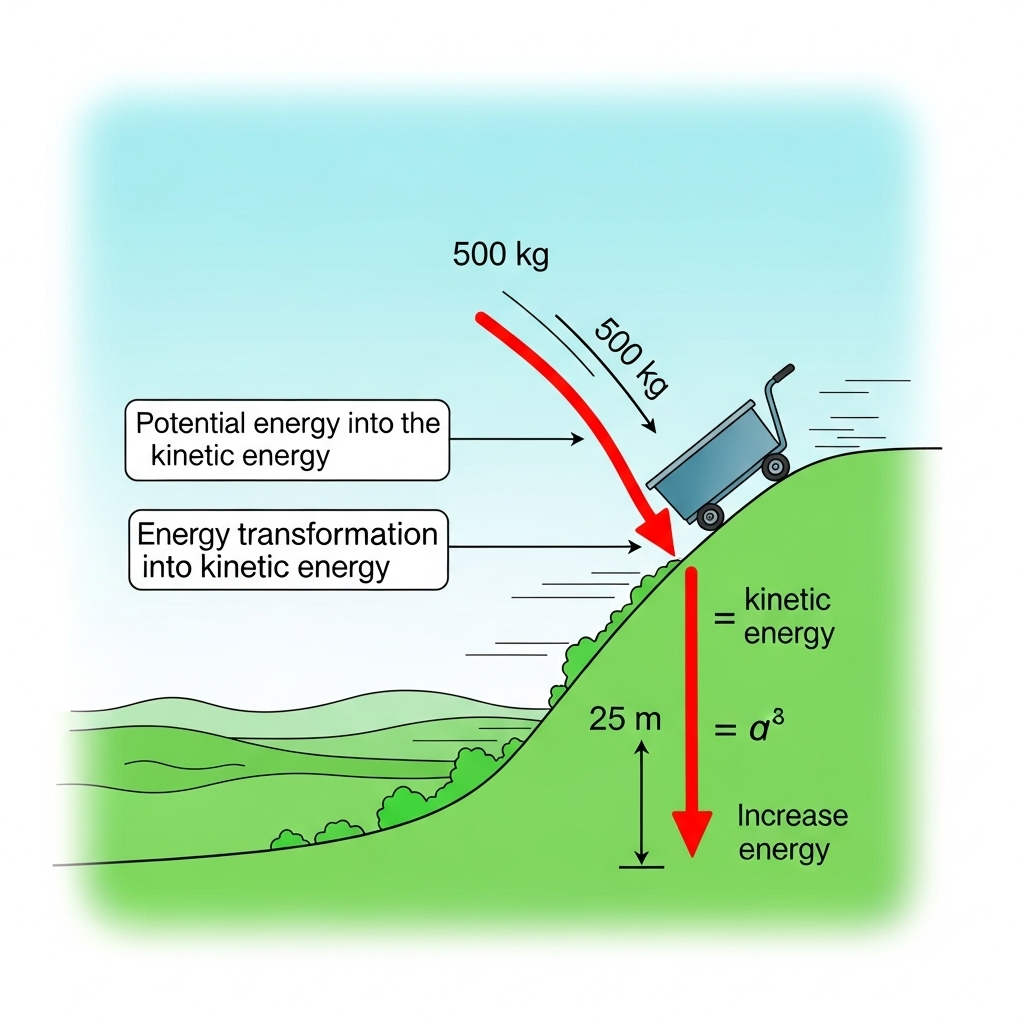 500 kg
500 kg
Potential energy into the
kinetic energy
Energy transformation
into kinetic energy
= kinetic
energy
25 m
= a³
Increase
energy